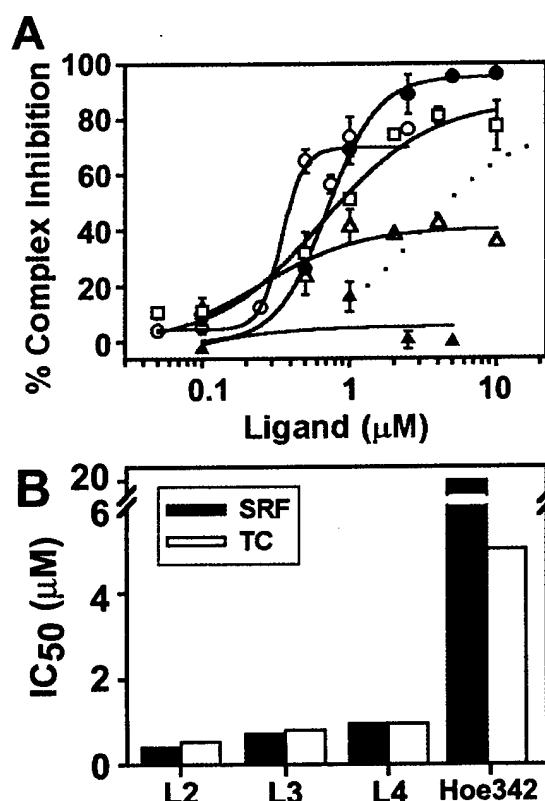 A
% Complex Inhibition
100
80
60
40
20
0
0.1 1 10
Ligand (μM)
B
IC50 (μM)
20
6
4
2
0
SRF
TC
L2 L3 L4 Hoe342